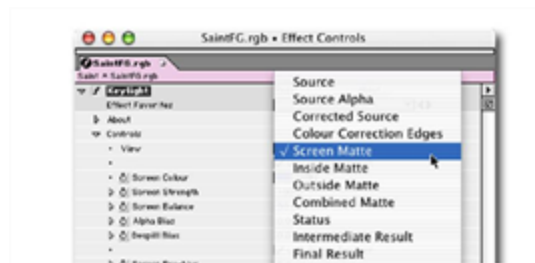 SaintFG.rgb • Effect Controls
SaintFG.rgb
Saint • SaintFG.rgb
Keylight
Effect Favorites
About
Controls
View
Screen Colour
Screen Strength
Screen Balance
Alpha Bias
Despill Bias
Source
Source Alpha
Corrected Source
Colour Correction Edges
✓ Screen Matte
Inside Matte
Outside Matte
Combined Matte
Status
Intermediate Result
Final Result